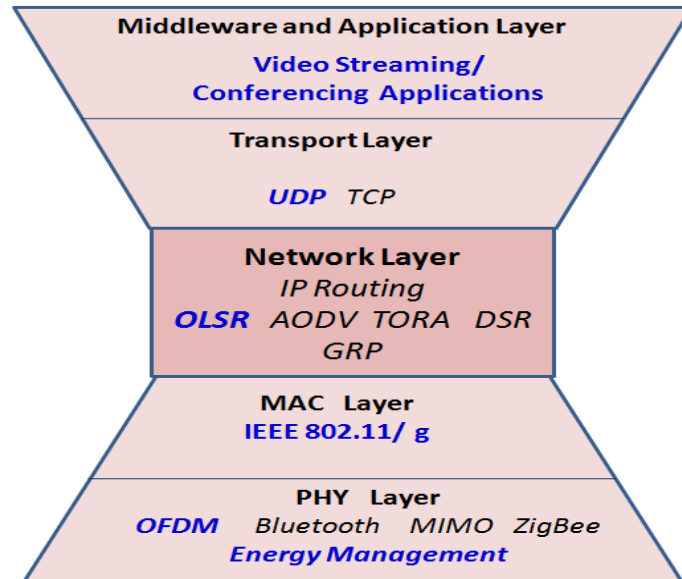 Middleware and Application Layer
Video Streaming/
Conferencing Applications
Transport Layer
UDP TCP
Network Layer
IP Routing
OLSR AODV TORA DSR
GRP
MAC Layer
IEEE 802.11/ g
PHY Layer
OFDM Bluetooth MIMO ZigBee
Energy Management